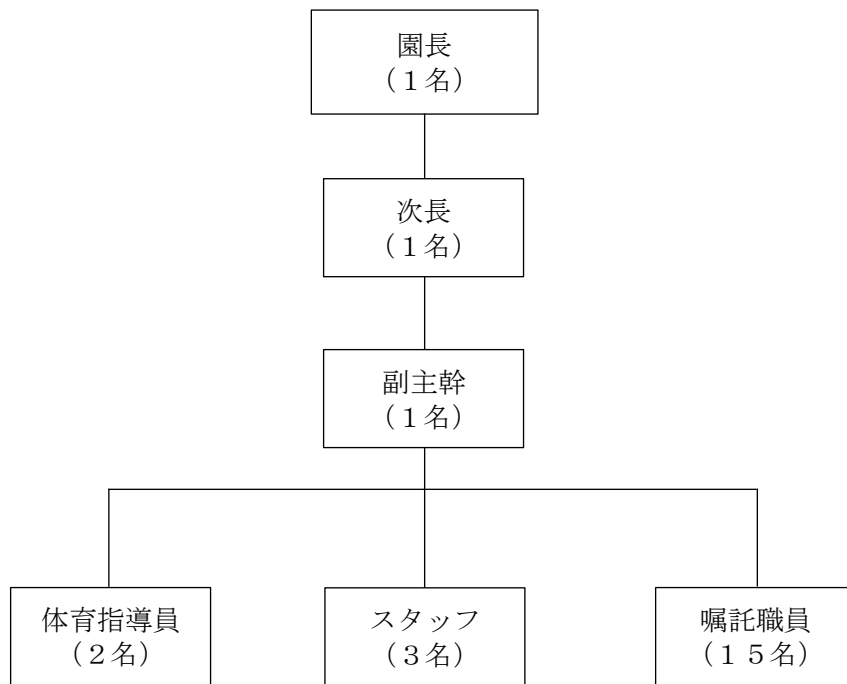 園長
（１名）
次長
（１名）
副主幹
（１名）
体育指導員
（２名）
スタッフ
（３名）
嘱託職員
（１５名）